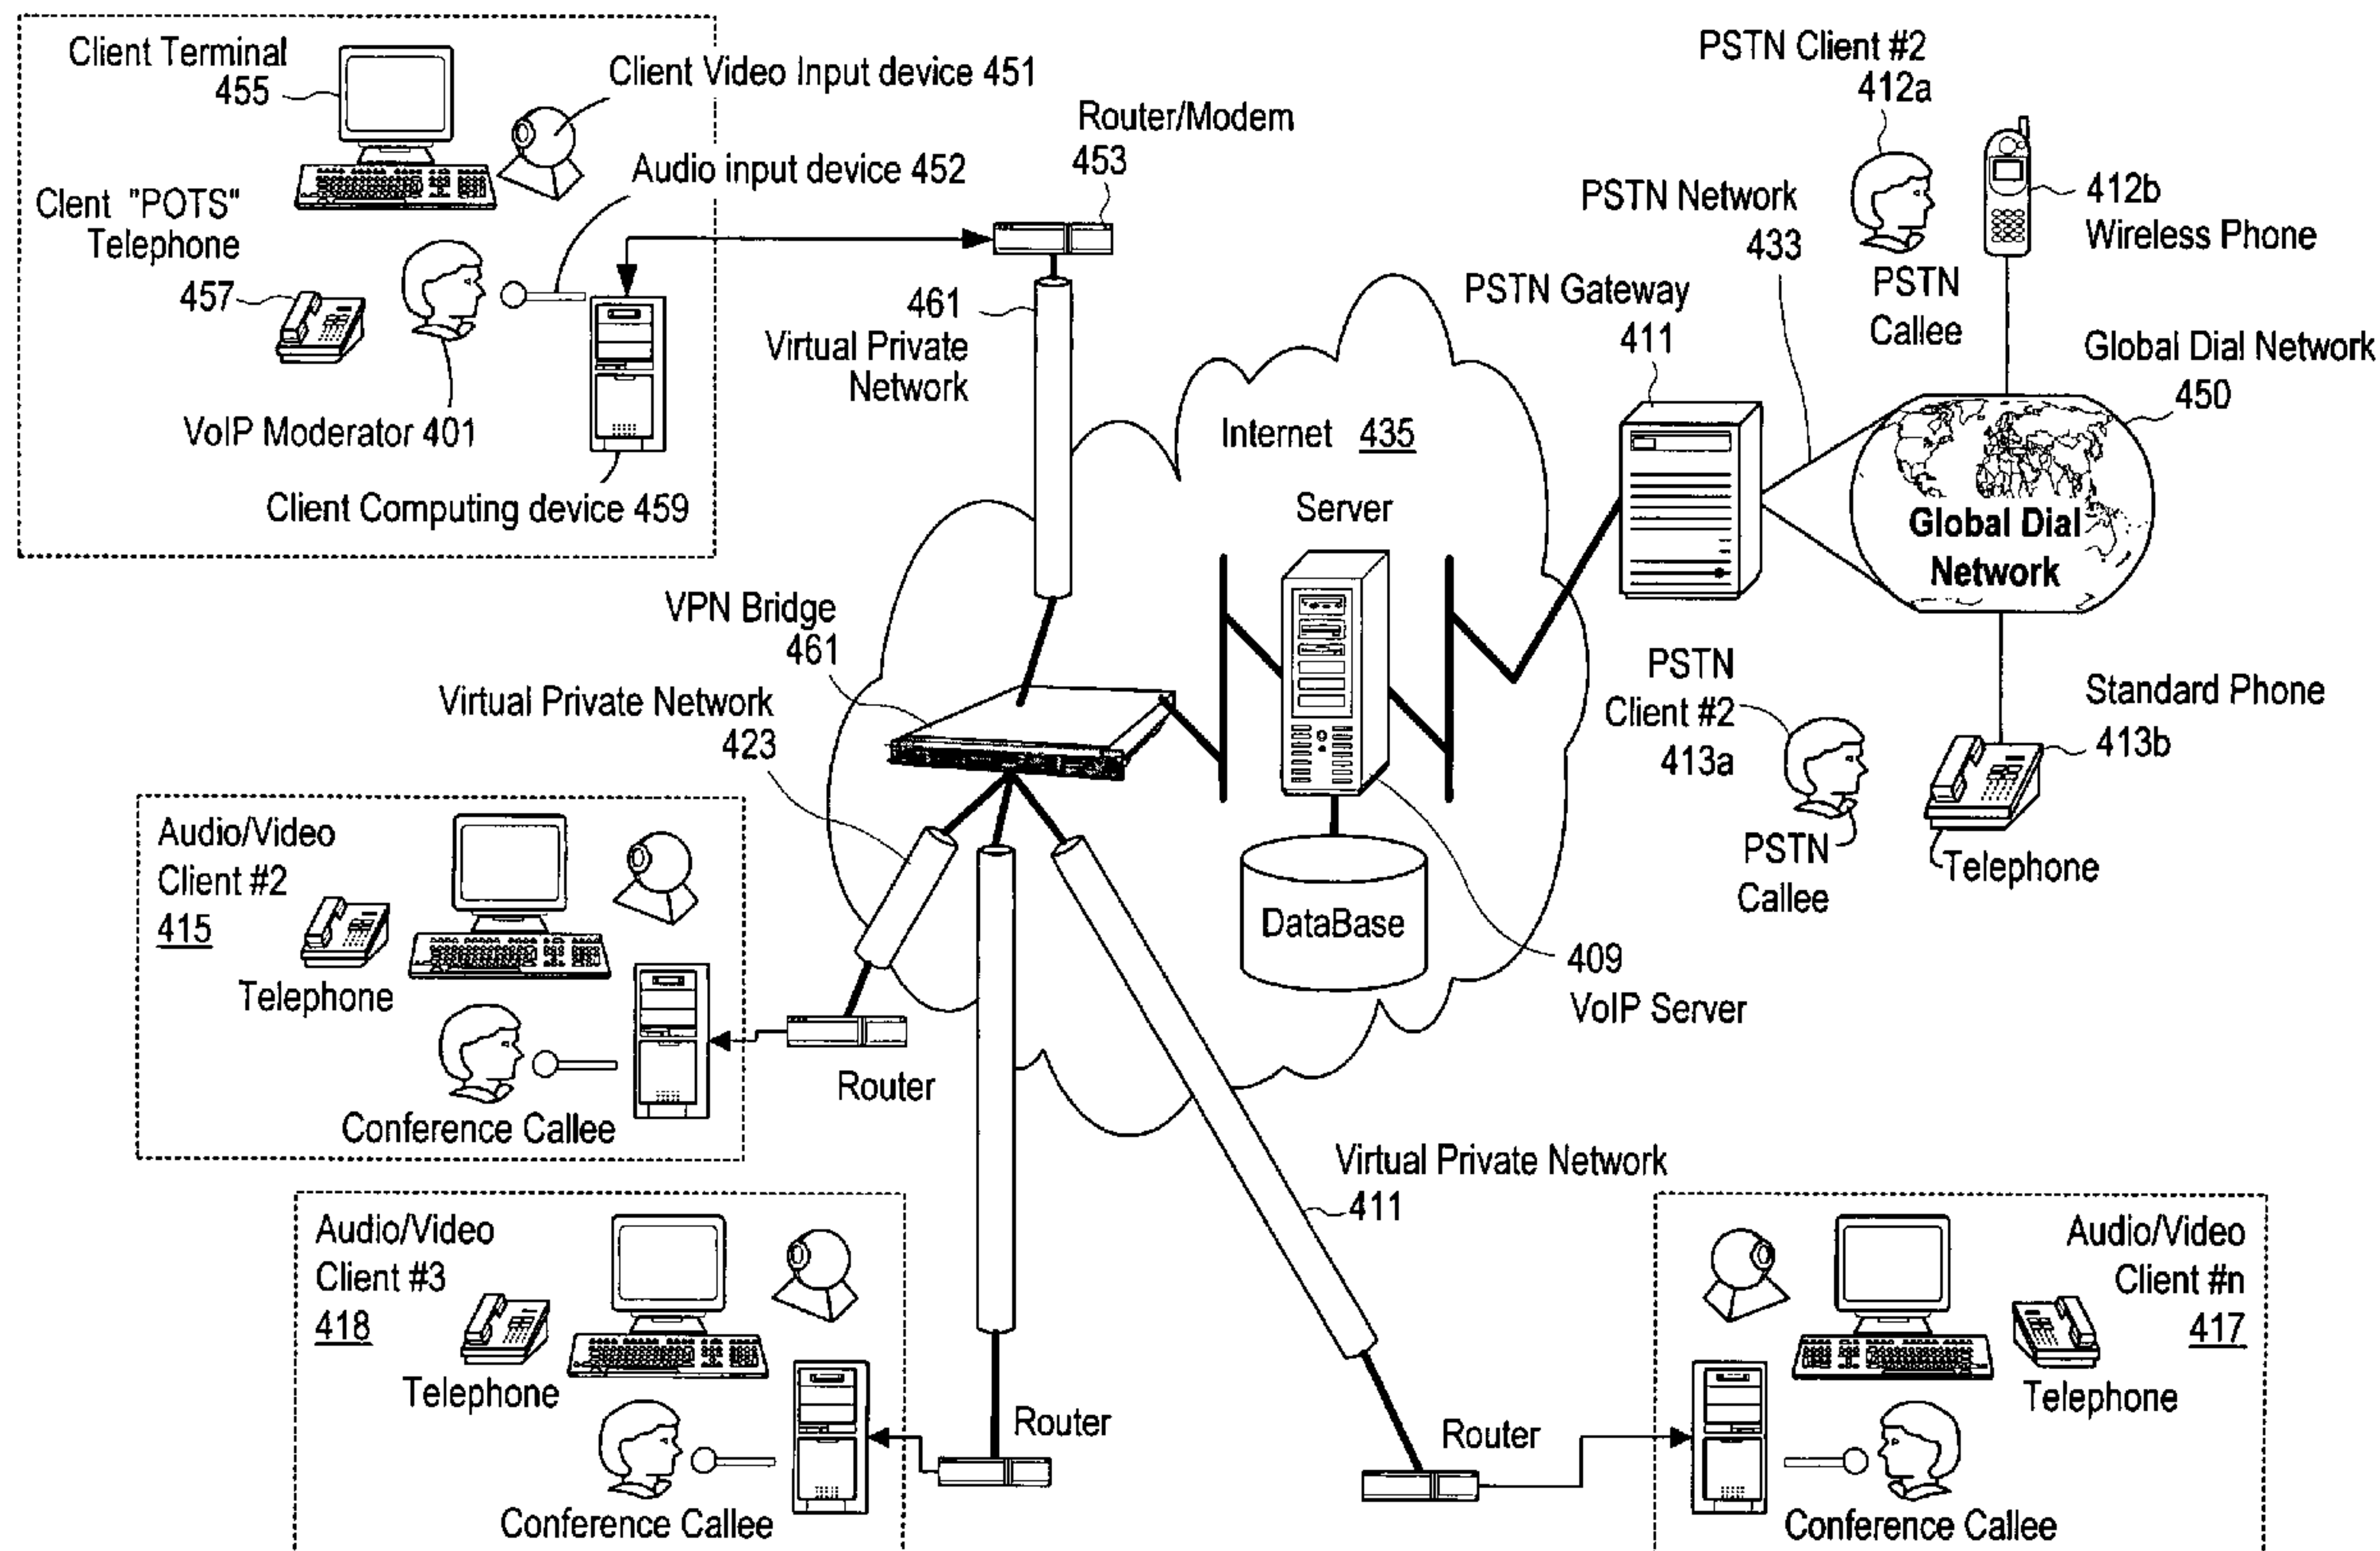 Client Terminal
455
Client Video Input device 451
Audio input device 452
Clent "POTS"
Telephone
457
VoIP Moderator 401
Client Computing device 459
Router/Modem
453
461
Virtual Private
Network
PSTN Client #2
412a
PSTN Network
433
412b
Wireless Phone
PSTN
Callee
PSTN Gateway
411
Global Dial Network
450
Internet 435
Server
Global Dial
Network
VPN Bridge
461
Virtual Private Network
423
PSTN
Client #2
413a
Standard Phone
413b
PSTN
Callee
Telephone
DataBase
409
VoIP Server
Audio/Video
Client #2
415
Telephone
Conference Callee
Router
Virtual Private Network
411
Audio/Video
Client #3
418
Telephone
Conference Callee
Router
Router
Audio/Video
Client #n
417
Telephone
Conference Callee